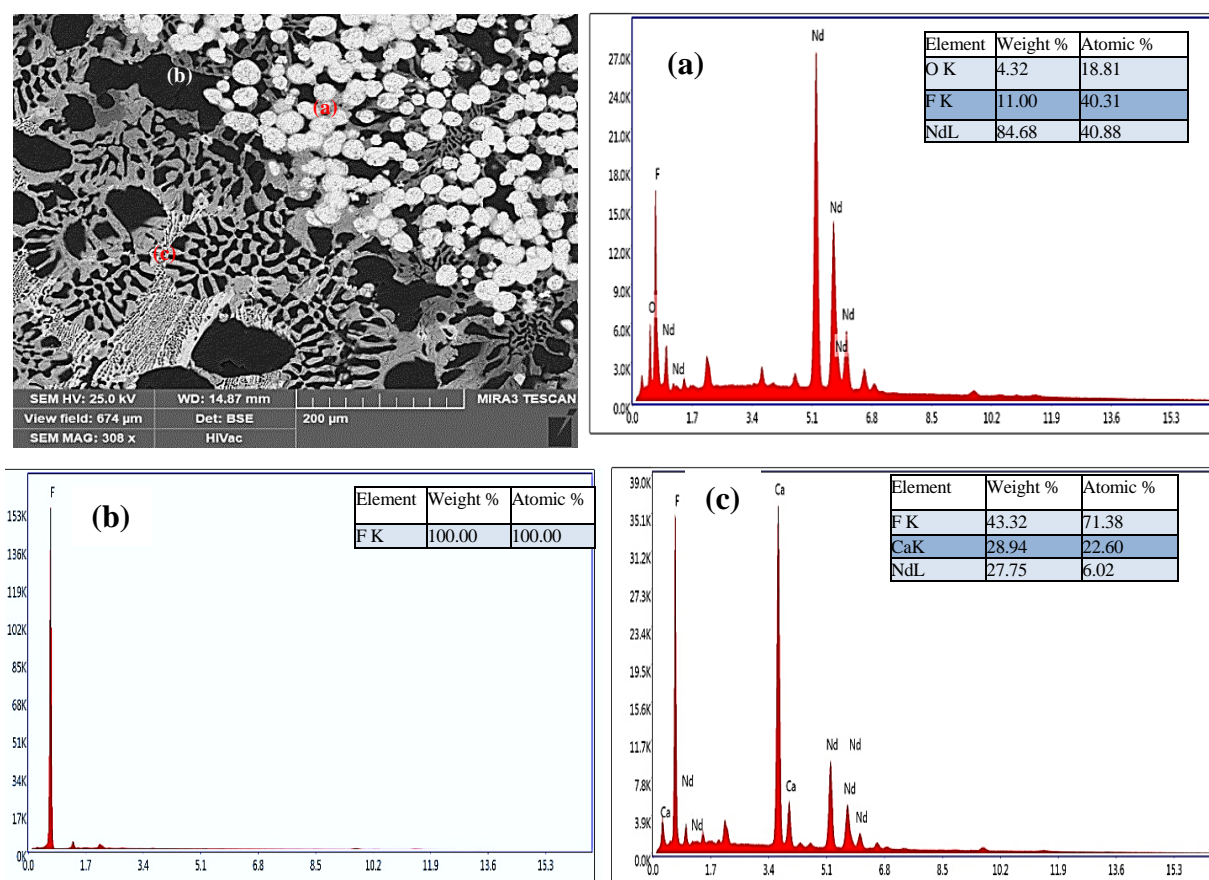 (b)
(a)
(c)
SEM HV: 25.0 kV WD: 14.87 mm MIRA3 TESCAN
View field: 674 µm Det: BSE 200 µm
SEM MAG: 308 x HiVac
(a)
Element Weight % Atomic %
O K 4.32 18.81
F K 11.00 40.31
NdL 84.68 40.88
27.0K
24.0K
21.0K
18.0K
15.0K
12.0K
9.0K
6.0K
3.0K
0.0K
Nd
F
Nd
O
Nd
Nd
Nd
Nd
0.0 1.7 3.4 5.1 6.8 8.5 10.2 11.9 13.6 15.3
(b)
Element Weight % Atomic %
F K 100.00 100.00
F
153K
136K
119K
102K
85K
68K
51K
34K
17K
0K
0.0 1.7 3.4 5.1 6.8 8.5 10.2 11.9 13.6 15.3
(c)
Element Weight % Atomic %
F K 43.32 71.38
CaK 28.94 22.60
NdL 27.75 6.02
39.0K
35.1K
31.2K
27.3K
23.4K
19.5K
15.6K
11.7K
7.8K
3.9K
0.0K
F
Ca
Nd Nd
Nd
Ca
Nd
Ca
Nd
Nd
0.0 1.7 3.4 5.1 6.8 8.5 10.2 11.9 13.6 15.3